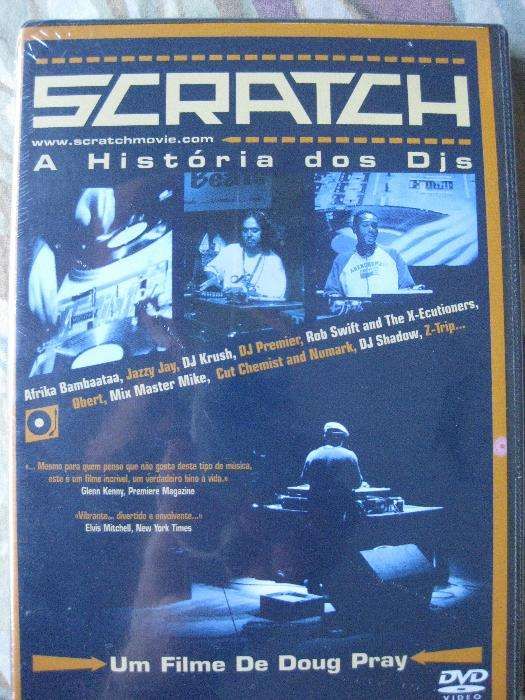 SCRATCH
www.scratchmovie.com
A História dos Djs
Afrika Bambaataa, Jazzy Jay, DJ Krush, DJ Premier, Rob Swift and The X-Ecutioners,
Qbert, Mix Master Mike, Cut Chemist and Numark, DJ Shadow, Z-Trip...
«... Mesmo para quem pensa que não gosta deste tipo de música,
este é um filme incrível, um verdadeiro hino à vida.»
Glenn Kenny, Premiere Magazine
«Vibrante... divertido e envolvente...»
Elvis Mitchell, New York Times
Um Filme De Doug Pray
DVD
VIDEO